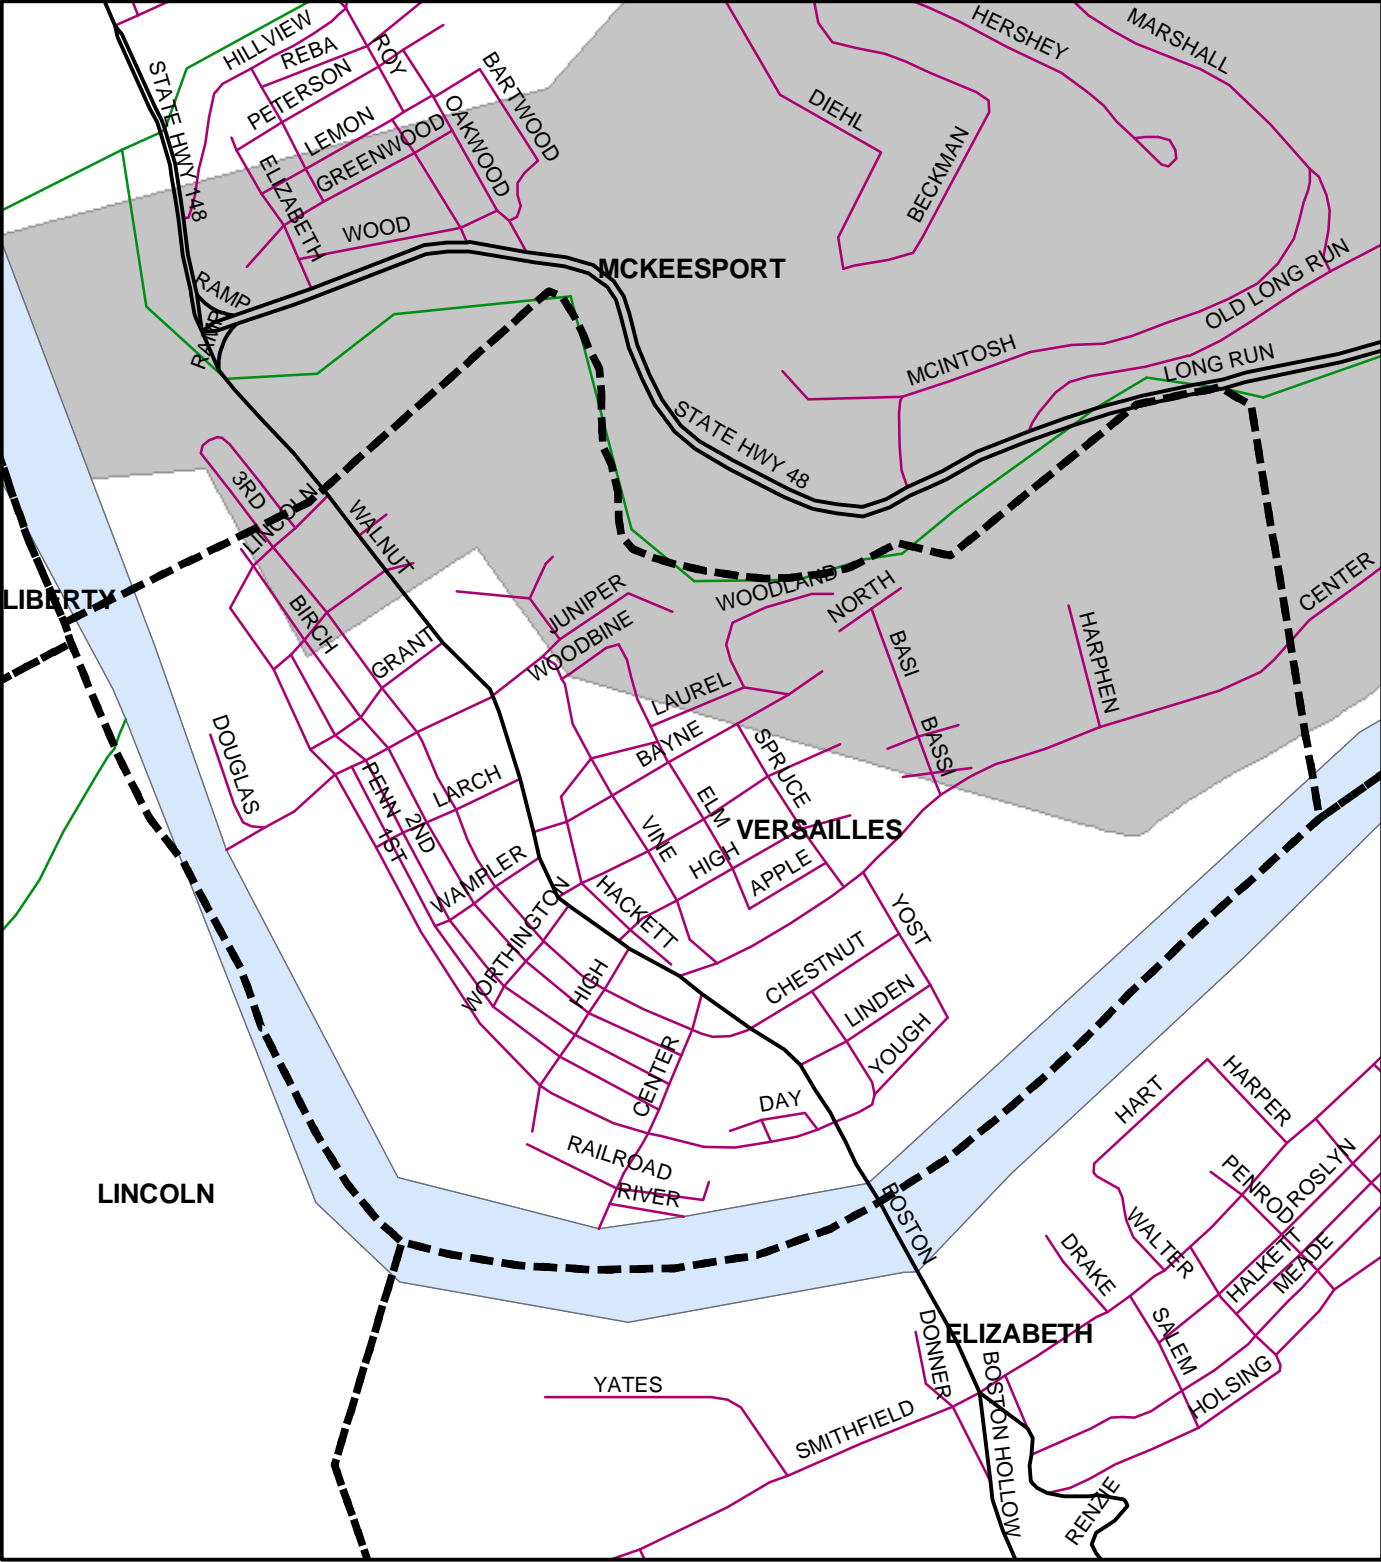 HERSHEY
MARSHALL
HILLVIEW
REBA
ROY
PETERSON
BARTWOOD
STATE HWY 148
DIEHL
LEMON
OAKWOOD
GREENWOOD
BECKMAN
ELIZABETH
WOOD
MCKEESPORT
RAMP
OLD LONG RUN
RAMP
MCINTOSH
LONG RUN
STATE HWY 48
3RD
LINCOLN
WALNUT
LIBERTY
BIRCH
JUNIPER
WOODLAND
NORTH
CENTER
HARPHEN
GRANT
WOODBINE
BASI
LAUREL
DOUGLAS
BAYNE
SPRUCE
BASSI
PENN
LARCH
ELM
2ND
1ST
VINE
VERSAILLES
HIGH
APPLE
WAMPLER
HACKETT
YOST
WORTHINGTON
HIGH
CHESTNUT
LINDEN
YOUGH
CENTER
DAY
HART
HARPER
RAILROAD
RIVER
LINCOLN
PENROD
ROSLYN
BOSTON
WALTER
DRAKE
HALKETT
MEADE
DONNER
ELIZABETH
SALEM
YATES
BOSTON HOLLOW
HOLSING
SMITHFIELD
RENZIE